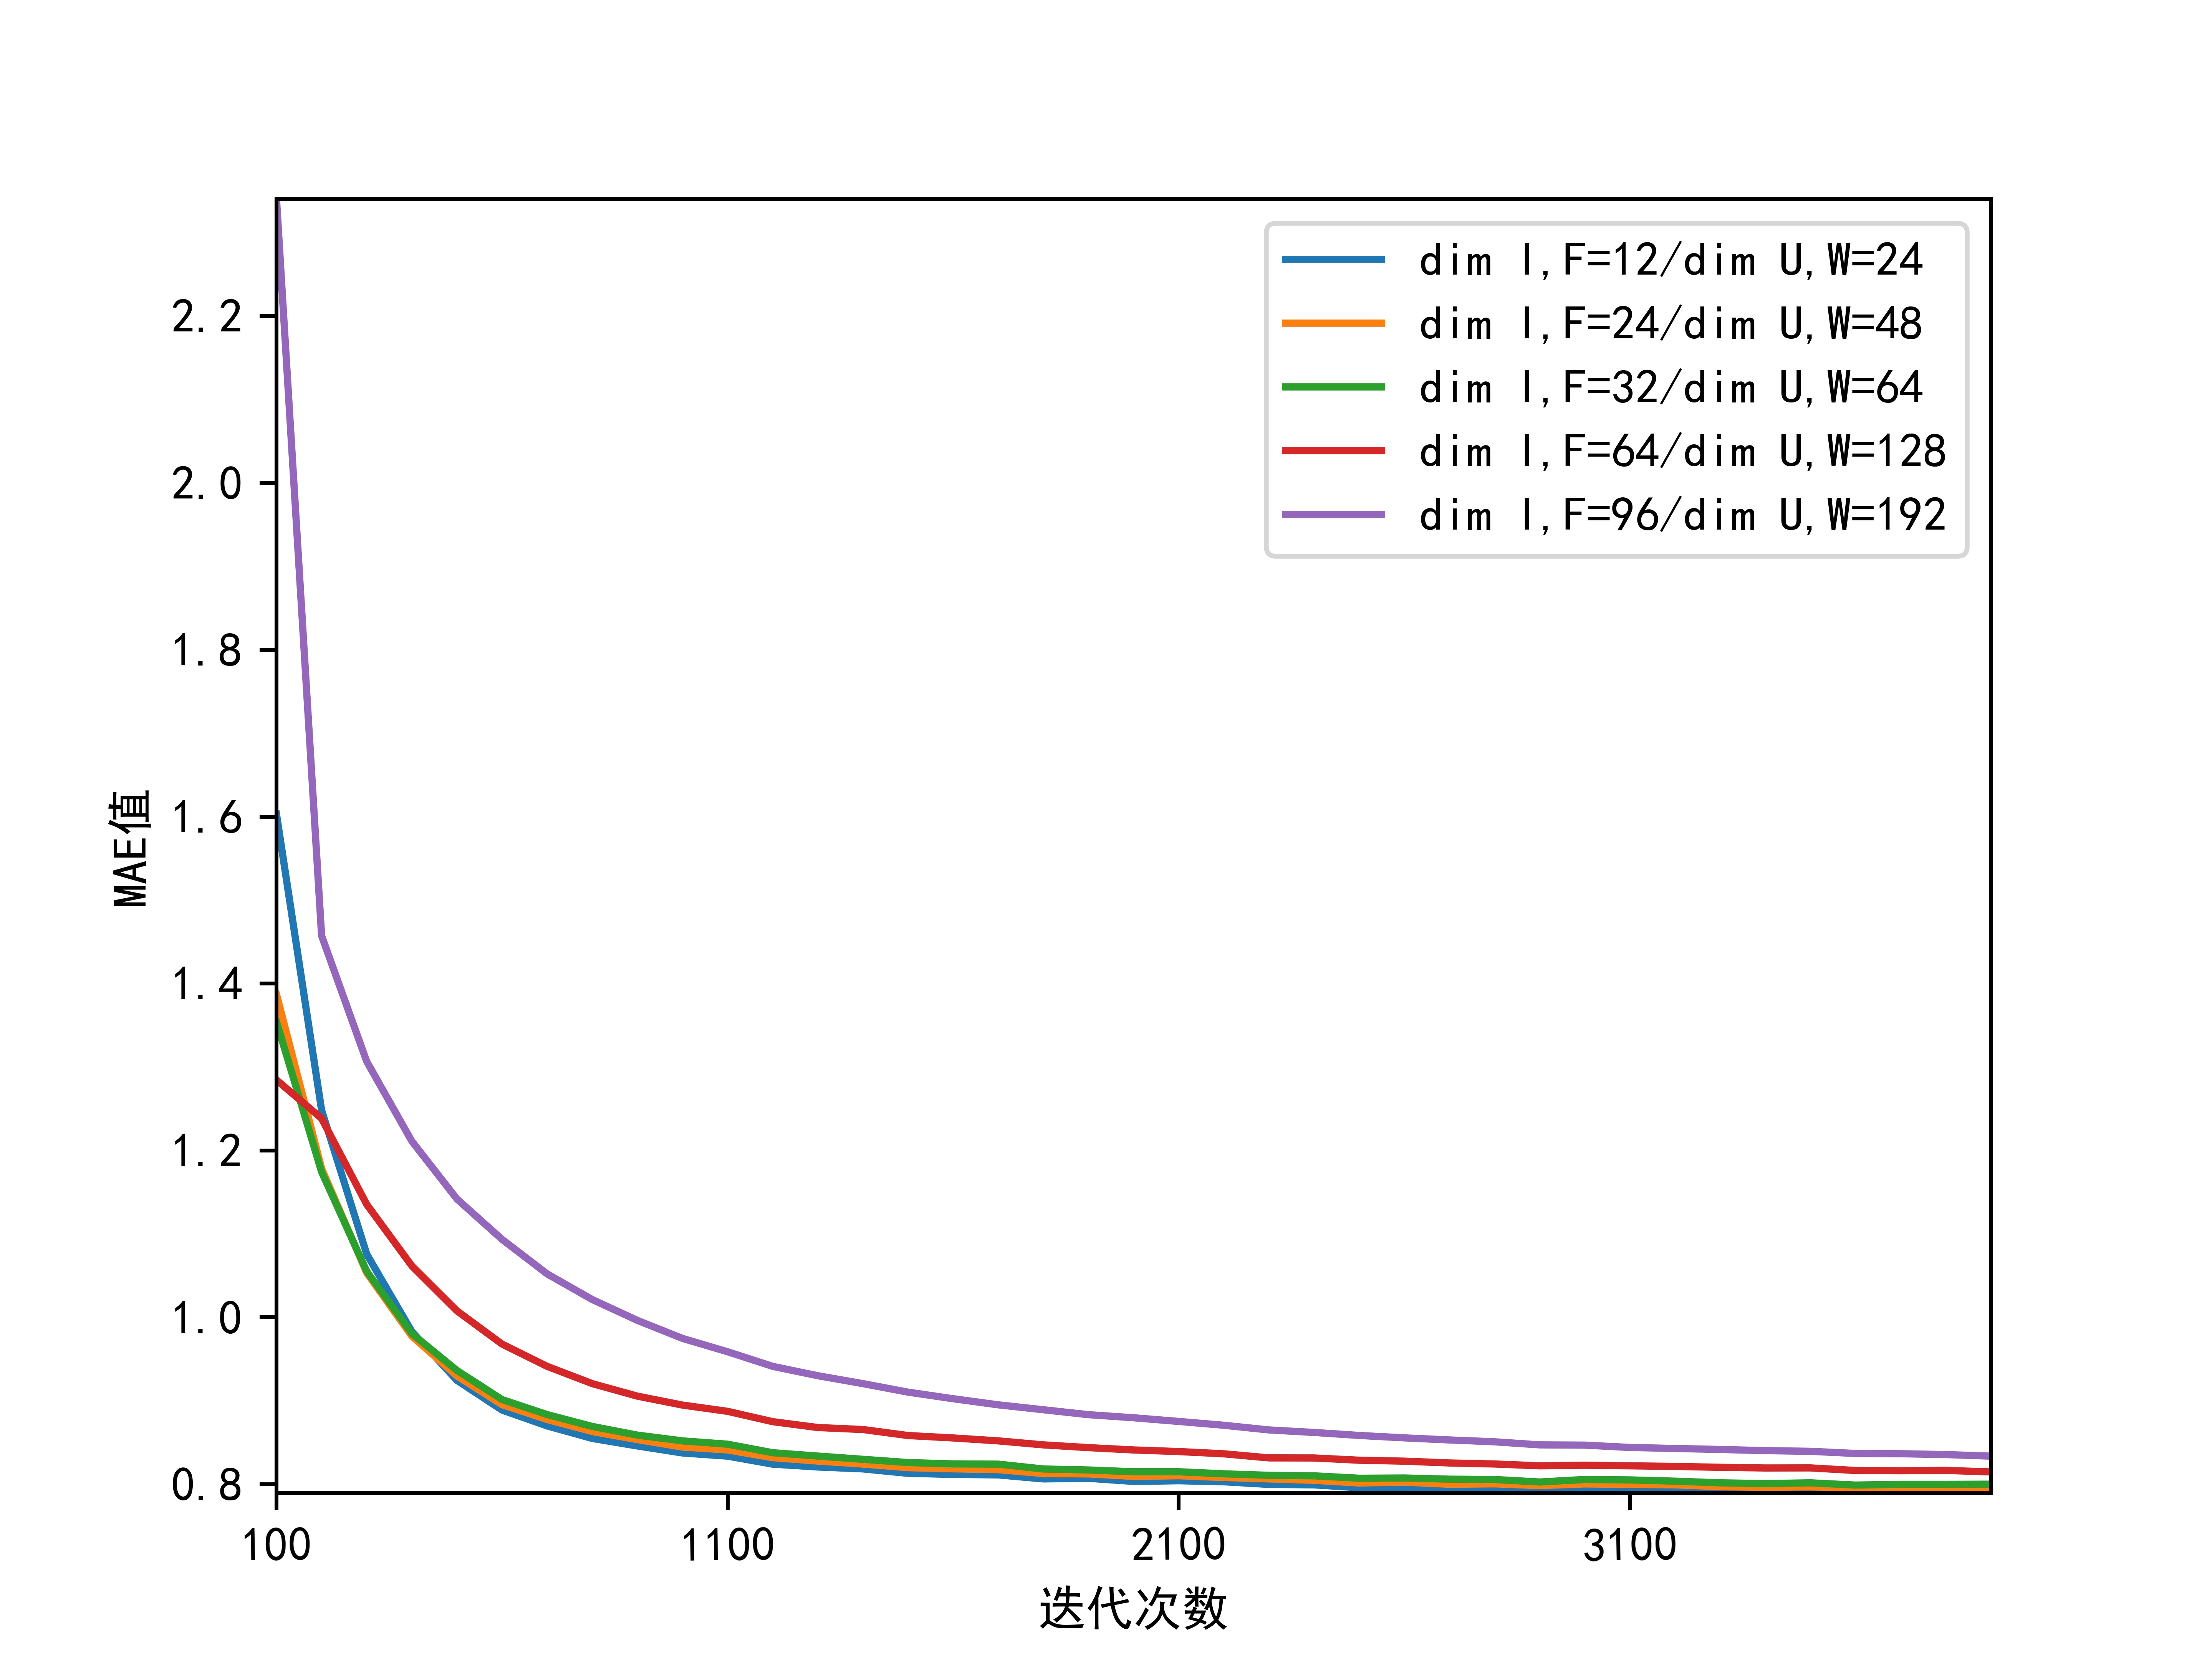 dim I,F=12/dim U,W=24
dim I,F=24/dim U,W=48
dim I,F=32/dim U,W=64
dim I,F=64/dim U,W=128
dim I,F=96/dim U,W=192
2.2
2.0
1.8
1.6
1.4
1.2
1.0
0.8
MAE值
100
1100
2100
3100
迭代次数